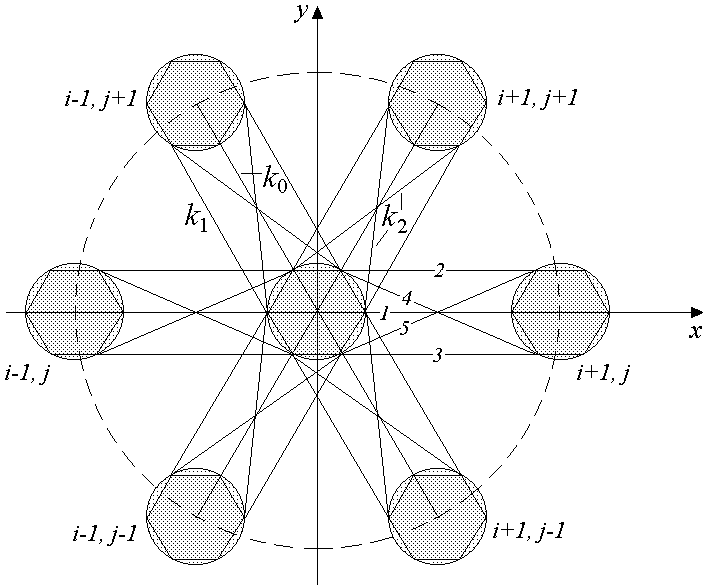 y
i-1, j+1
i+1, j+1
k0
k1
k2
2
4
1
5
x
3
i-1, j
i+1, j
i-1, j-1
i+1, j-1